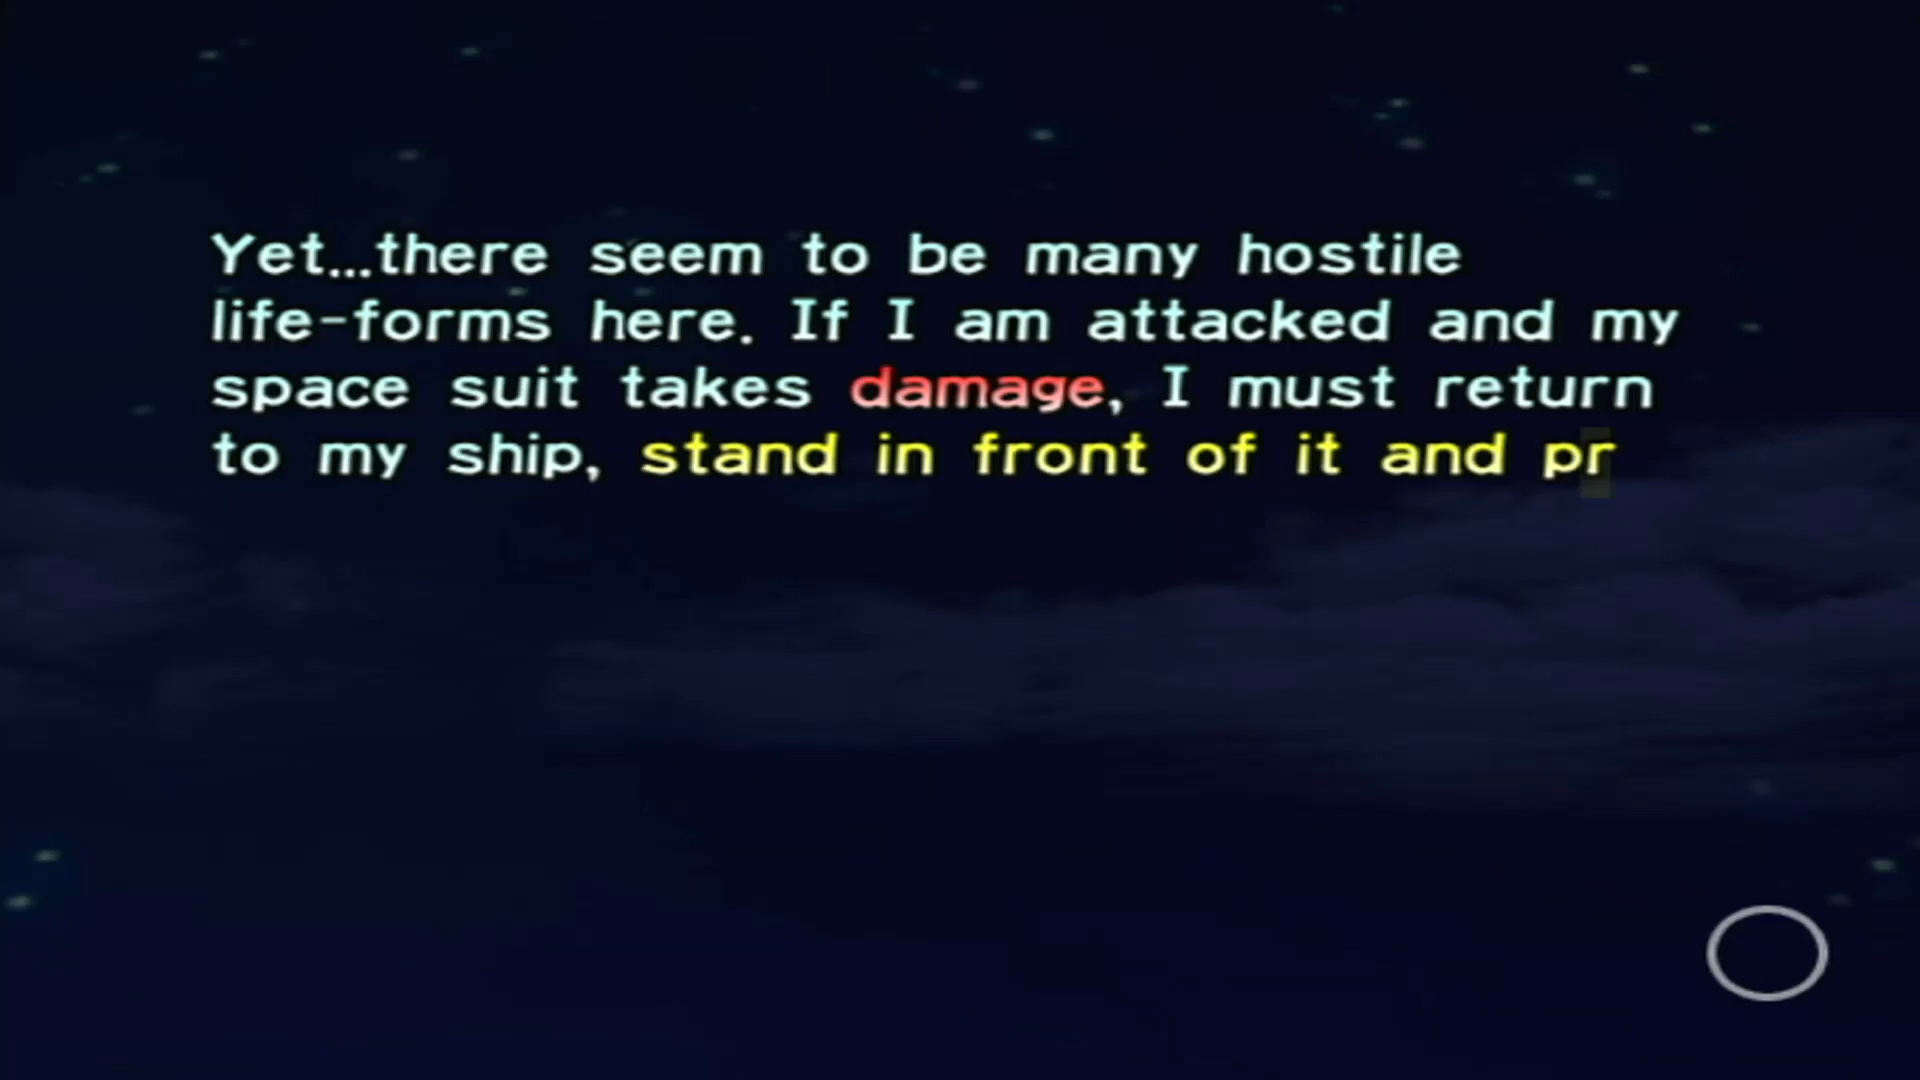 Yet...there seem to be many hostile
life-forms here. If I am attacked and my
space suit takes damage, I must return
to my ship, stand in front of it and pr